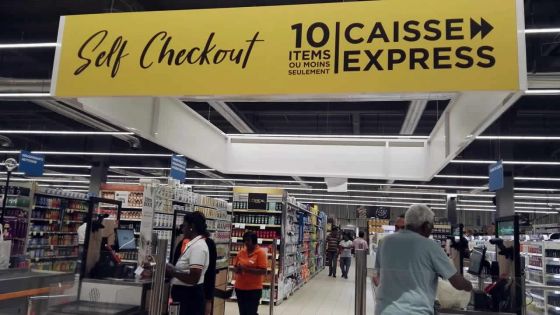 Self Checkout
10
ITEMS
OU MOINS
SEULEMENT
CAISSE
EXPRESS